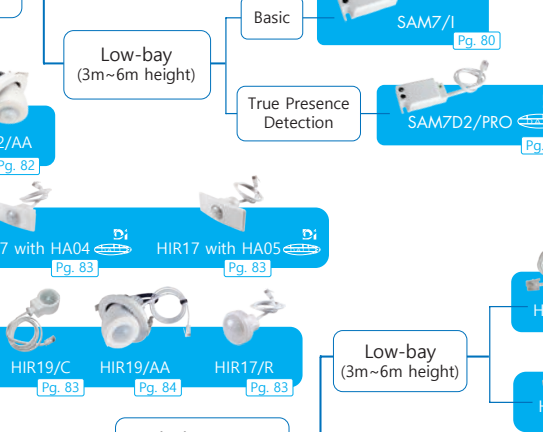 Basic
SAM7/I
Pg. 80
Low-bay
(3m~6m height)
True Presence
Detection
SAM7D2/PRO
Pg.
2/AA
Pg. 82
7 with HA04
Pg. 83
HIR17 with HA05
Pg. 83
HIR19/C
Pg. 83
HIR19/AA
Pg. 84
HIR17/R
Pg. 83
Low-bay
(3m~6m height)